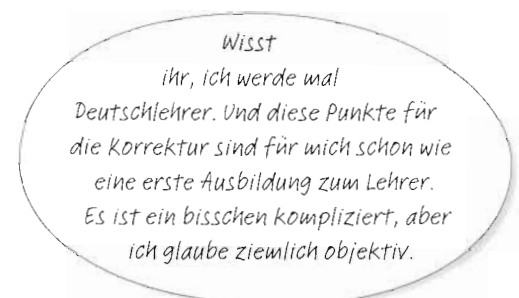 Wisst
ihr, ich werde mal
Deutschlehrer. Und diese Punkte für
die Korrektur sind für mich schon wie
eine erste Ausbildung zum Lehrer.
Es ist ein bisschen kompliziert, aber
ich glaube ziemlich objektiv.